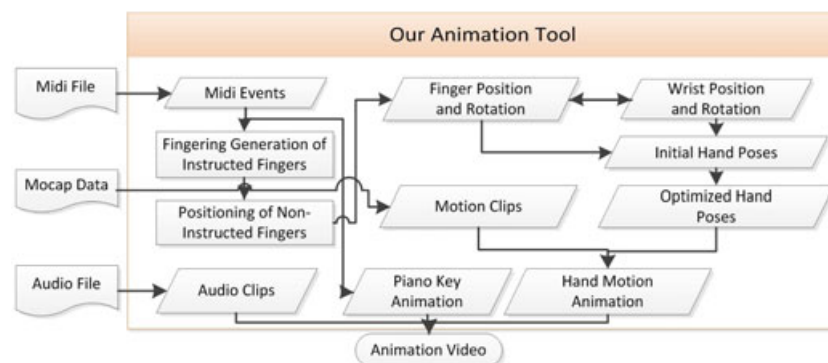 Our Animation Tool
Midi File
Midi Events
Finger Position
and Rotation
Wrist Position
and Rotation
Fingering Generation of
Instructed Fingers
Initial Hand Poses
Mocap Data
Positioning of Non-
Instructed Fingers
Motion Clips
Optimized Hand
Poses
Audio File
Audio Clips
Piano Key
Animation
Hand Motion
Animation
Animation Video